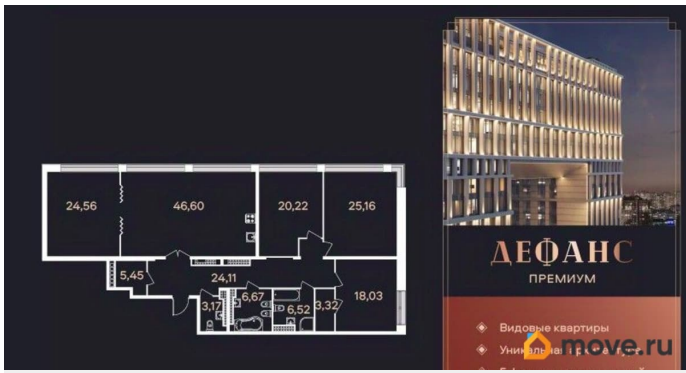 24,56
46,60
20,22
25,16
5,45
24,11
3,17
6,67
6,52
3,32
18,03
ДЕФАНС
ПРЕМИУМ
Видовые квартиры
move.ru